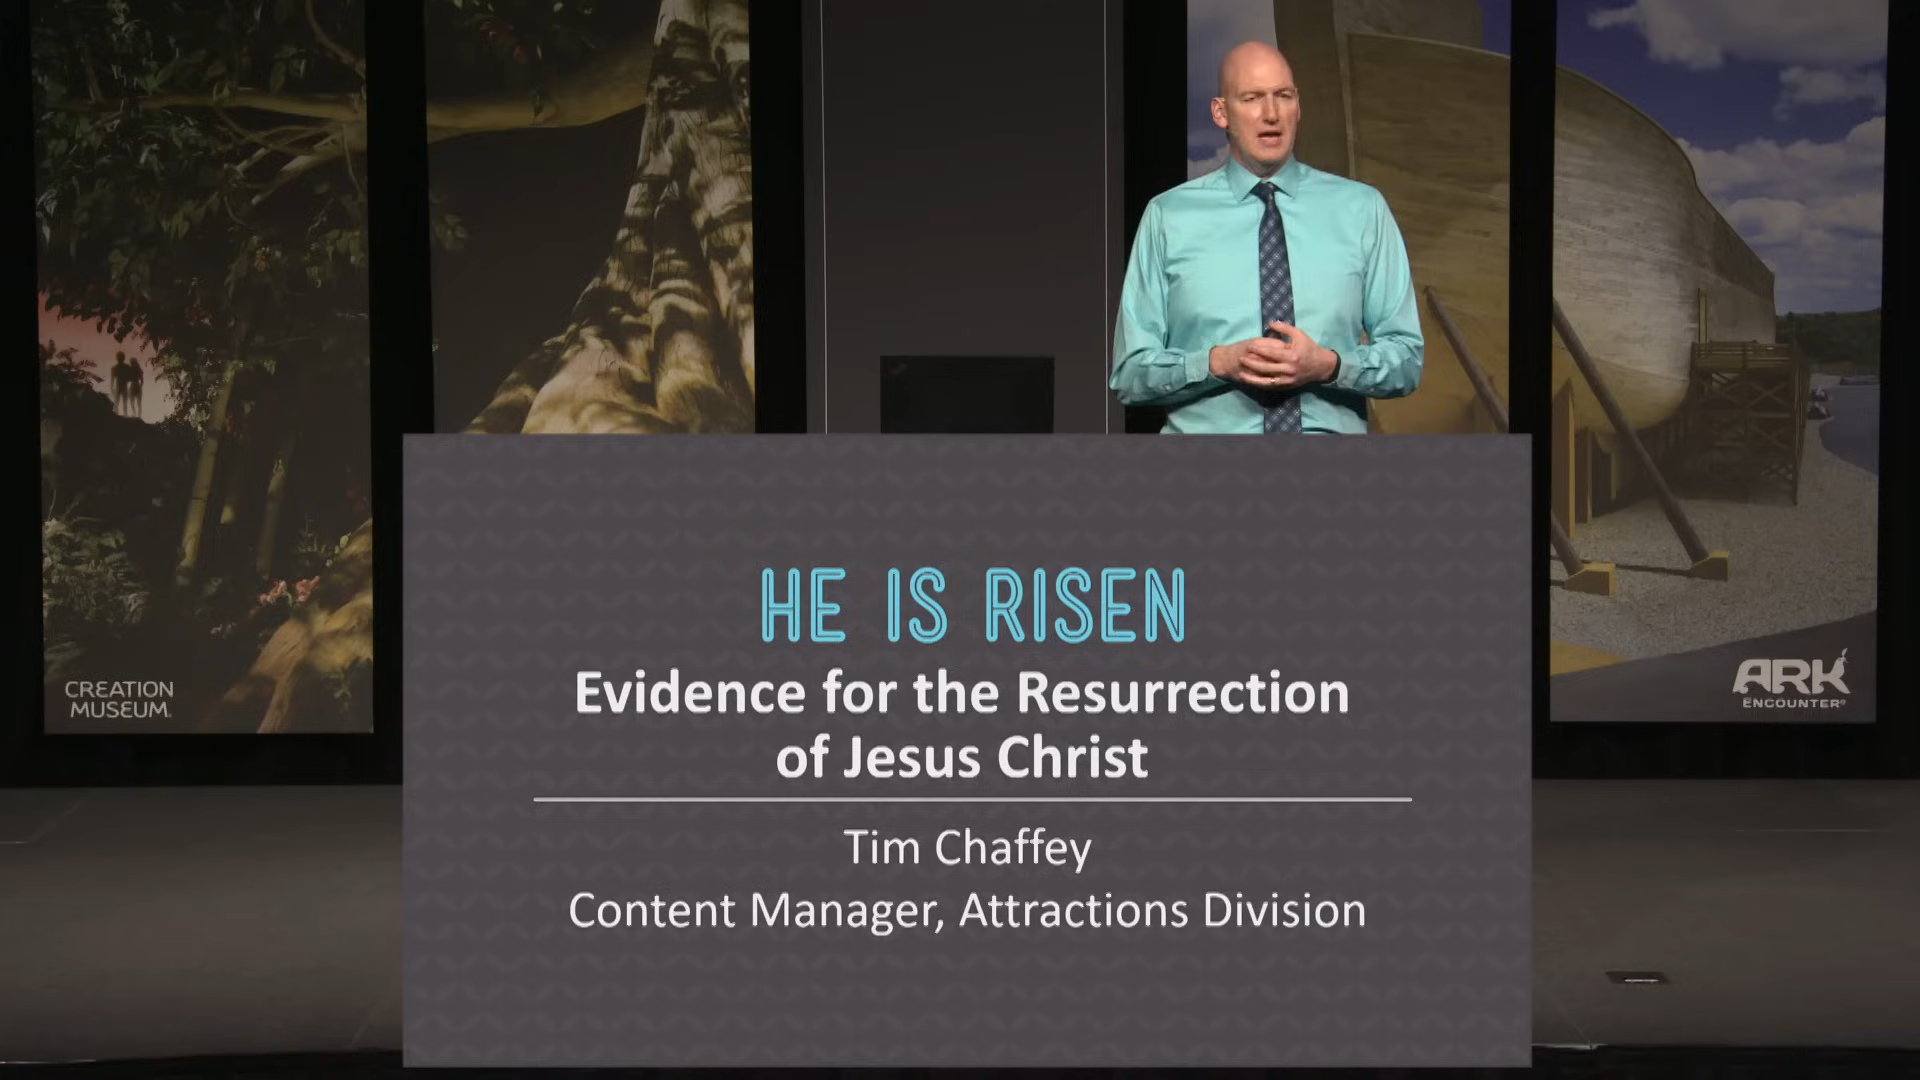 HE IS RISEN
Evidence for the Resurrection
of Jesus Christ
Tim Chaffey
Content Manager, Attractions Division
CREATION
MUSEUM
ARK
ENCOUNTER